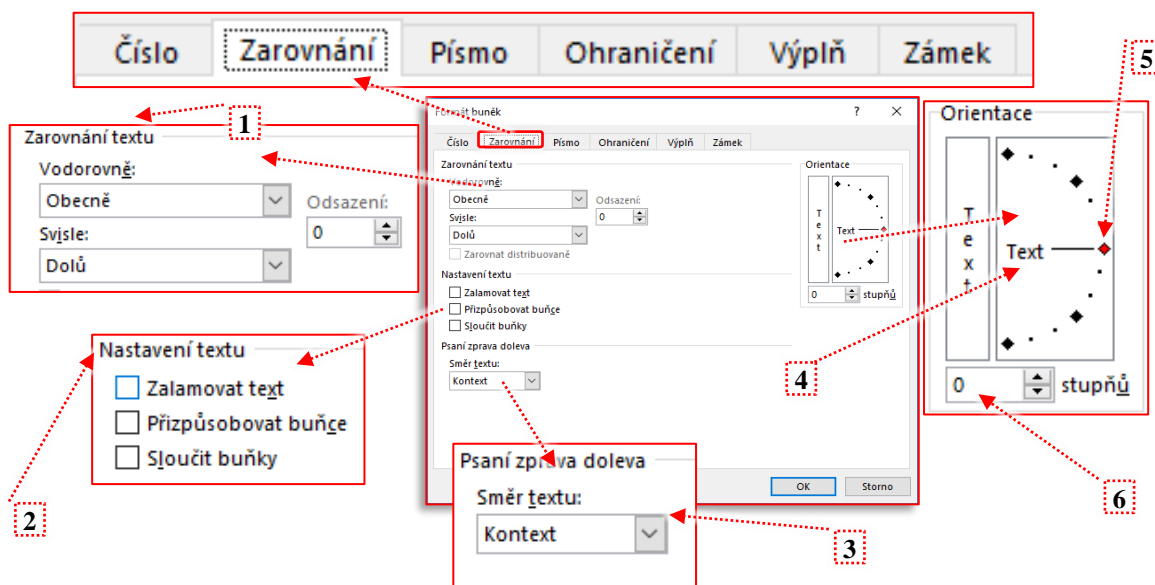 Číslo Zarovnání Písmo Ohraničení Výplň Zámek
5
1
Zarovnání textu
Vodorovně:
Obecně
Odsazení:
Svisle:
0
Dolů
Formát buněk ? ×
Číslo Zarovnání Písmo Ohraničení Výplň Zámek
Zarovnání textu
Vodorovně:
Obecně
Odsazení:
Svisle:
0
Dolů
Zarovnat distribuovaně
Nastavení textu
Zalamovat text
Přizpůsobovat buňce
Sloučit buňky
Psaní zprava doleva
Směr textu:
Kontext
Orientace
Text
Text
0 stupňů
OK Storno
Orientace
Text
Text
0 stupňů
4
6
Nastavení textu
Zalamovat text
Přizpůsobovat buňce
Sloučit buňky
2
Psaní zprava doleva
Směr textu:
Kontext
3